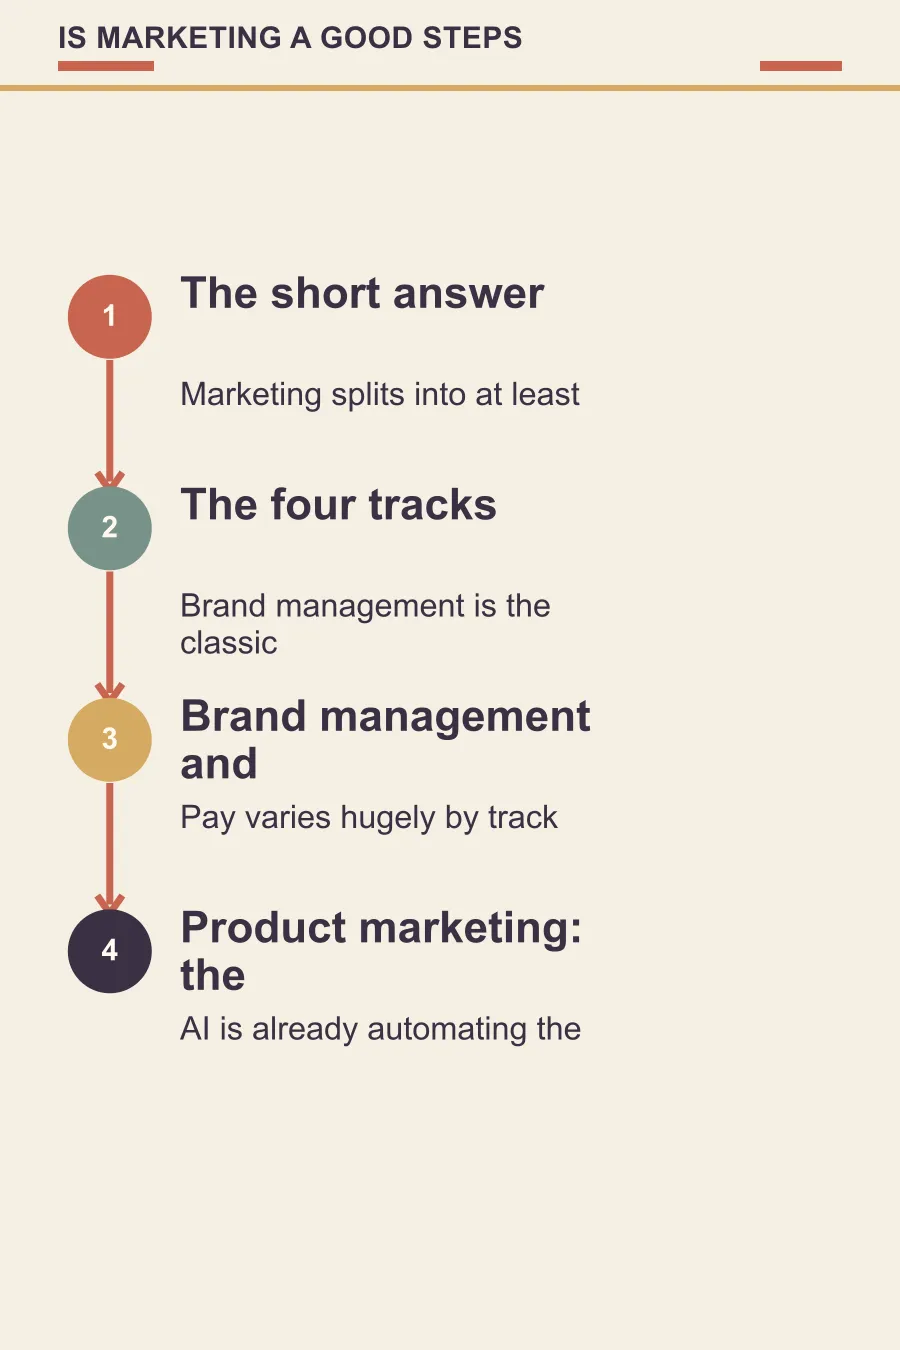 IS MARKETING A GOOD STEPS
1
The short answer
Marketing splits into at least
2
The four tracks
Brand management is the
classic
3
Brand management
and
Pay varies hugely by track
4
Product marketing:
the
AI is already automating the